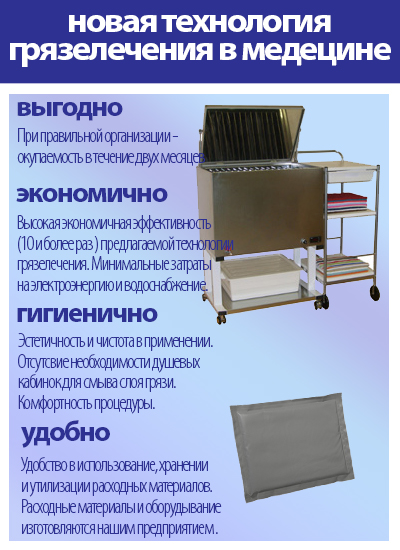 новая технология
грязелечения в медецине
выгодно
При правильной организации –
окупаемость в течение двух месяцев.
экономично
Высокая экономичная эффективность
(10 и более раз ) предлагаемой технологии
грязелечения. Минимальные затраты
на электроэнергию и водоснабжение.
гигиенично
Эстетичность и чистота в применении.
Отсутсвие необходимости душевых
кабинок для смыва слоя грязи.
Комфортность процедуры.
удобно
Удобство в использование, хранении
и утилизации расходных материалов.
Расходные материалы и оборудывание
изготовляются нашим предприятием .